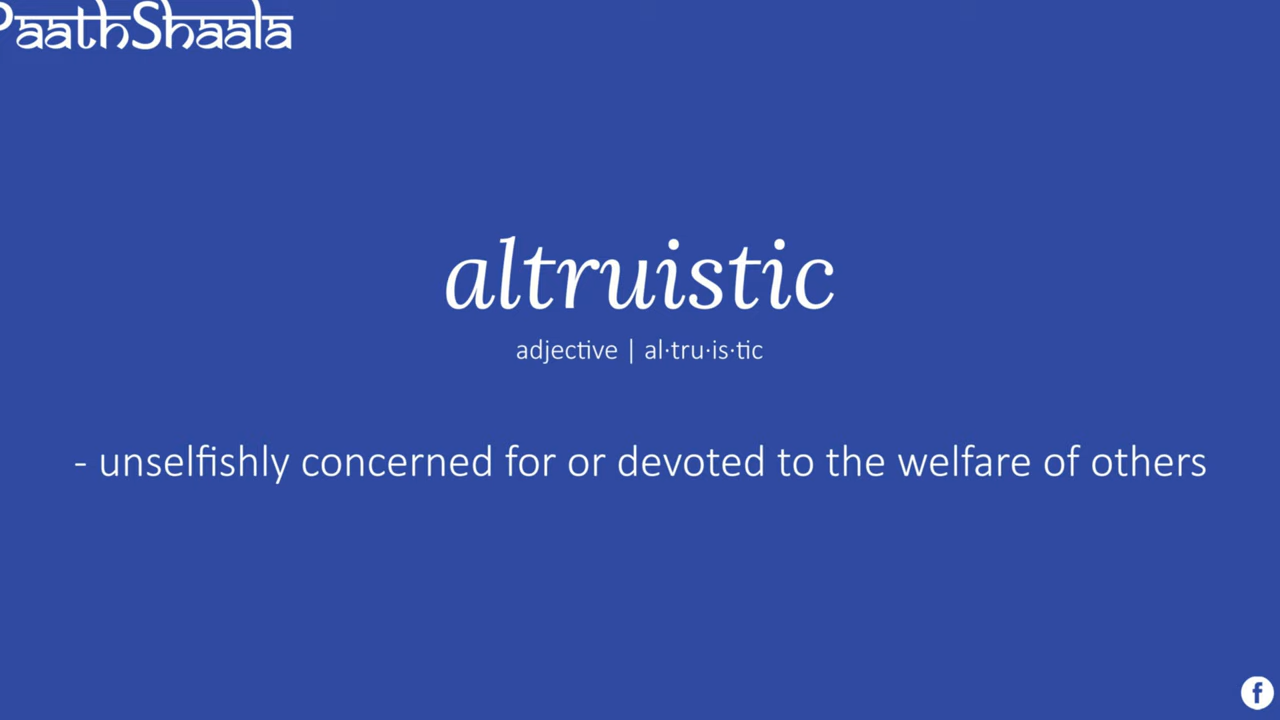 PaathShaala
altruistic
adjective | al·tru·is·tic
- unselfishly concerned for or devoted to the welfare of others
f